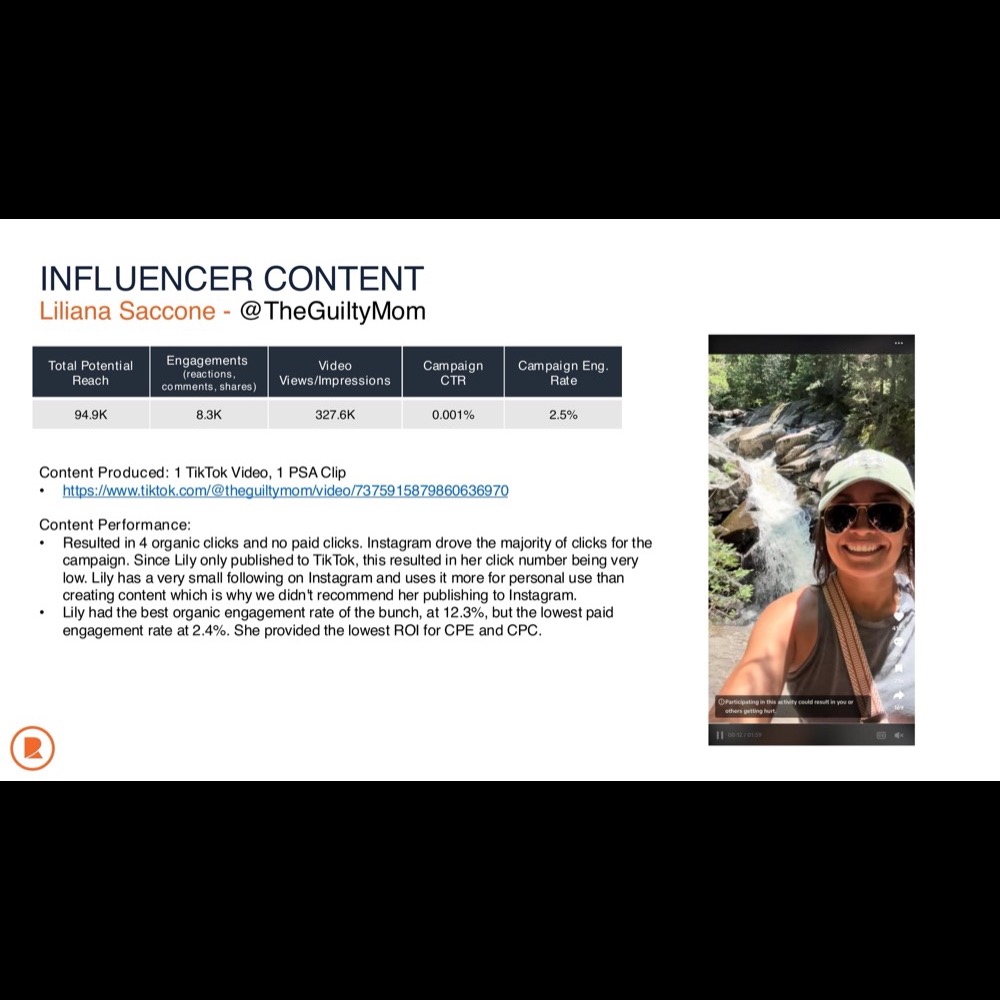 INFLUENCER CONTENT
Liliana Saccone - @TheGuiltyMom
Total Potential
Reach
Engagements
(reactions,
comments, shares)
Video
Views/Impressions
Campaign
CTR
Campaign Eng.
Rate
94.9K
8.3K
327.6K
0.001%
2.5%
Content Produced: 1 TikTok Video, 1 PSA Clip
• https://www.tiktok.com/@theguiltymom/video/7375915879860636970
Content Performance:
• Resulted in 4 organic clicks and no paid clicks. Instagram drove the majority of clicks for the
campaign. Since Lily only published to TikTok, this resulted in her click number being very
low. Lily has a very small following on Instagram and uses it more for personal use than
creating content which is why we didn't recommend her publishing to Instagram.
• Lily had the best organic engagement rate of the bunch, at 12.3%, but the lowest paid
engagement rate at 2.4%. She provided the lowest ROI for CPE and CPC.
Participating in this activity could result in you or
others getting hurt.